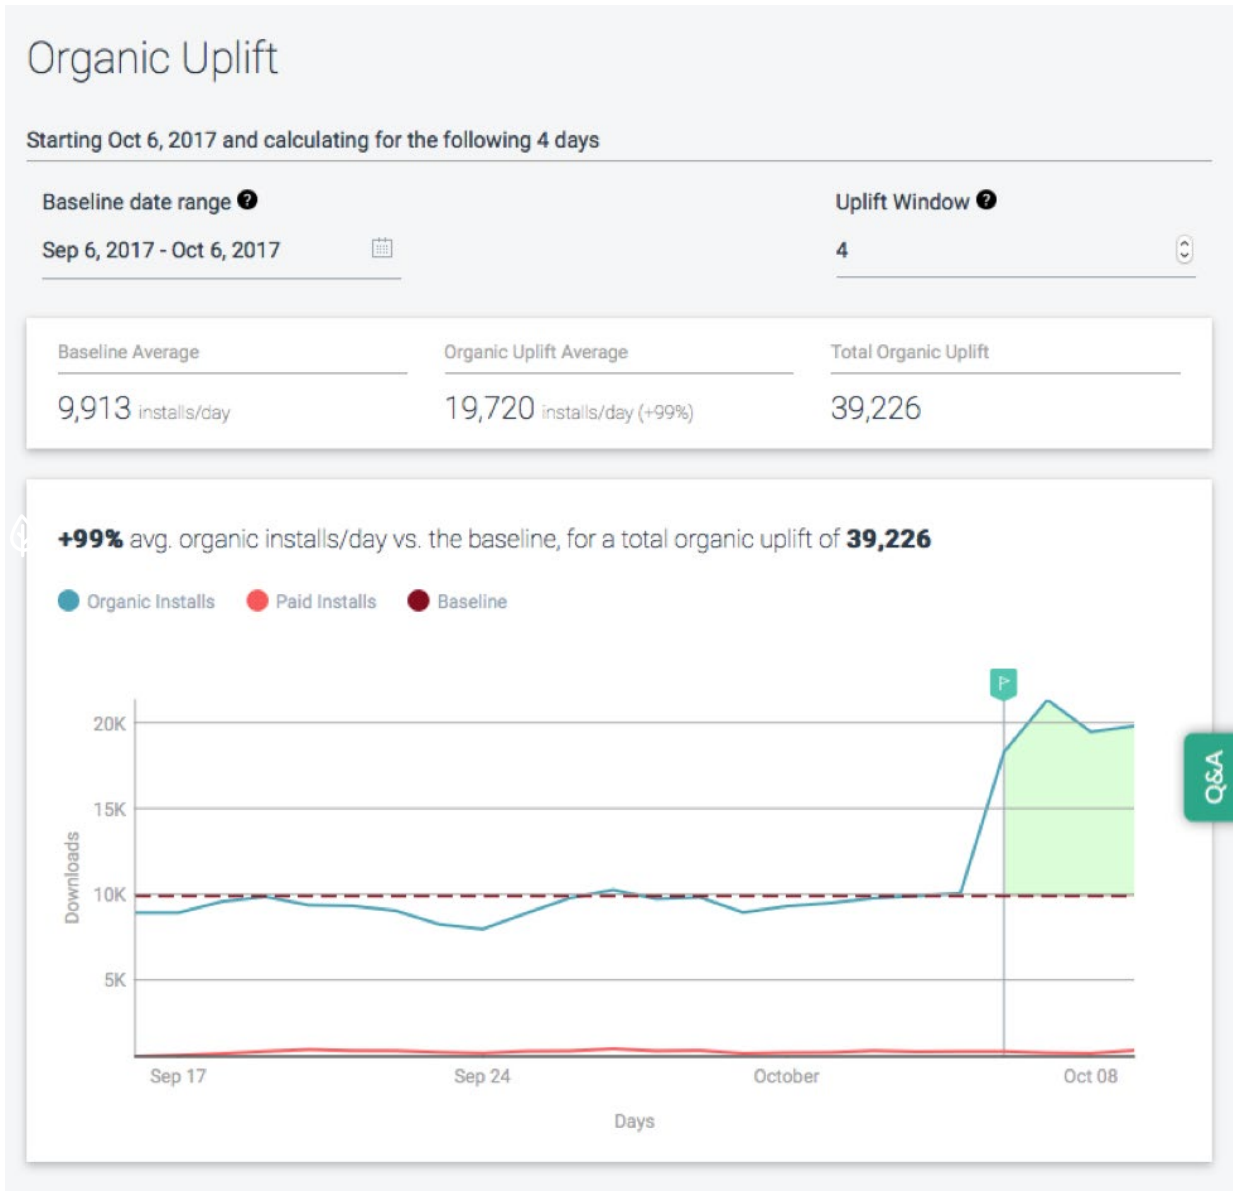 Organic Uplift
Starting Oct 6, 2017 and calculating for the following 4 days
Baseline date range ?
Uplift Window ?
Sep 6, 2017 - Oct 6, 2017
4
Baseline Average
Organic Uplift Average
Total Organic Uplift
9,913 installs/day
19,720 installs/day (+99%)
39,226
+99% avg. organic installs/day vs. the baseline, for a total organic uplift of 39,226
Organic Installs
Paid Installs
Baseline
20K
15K
10K
5K
Downloads
Sep 17
Sep 24
October
Oct 08
Days
Q&A